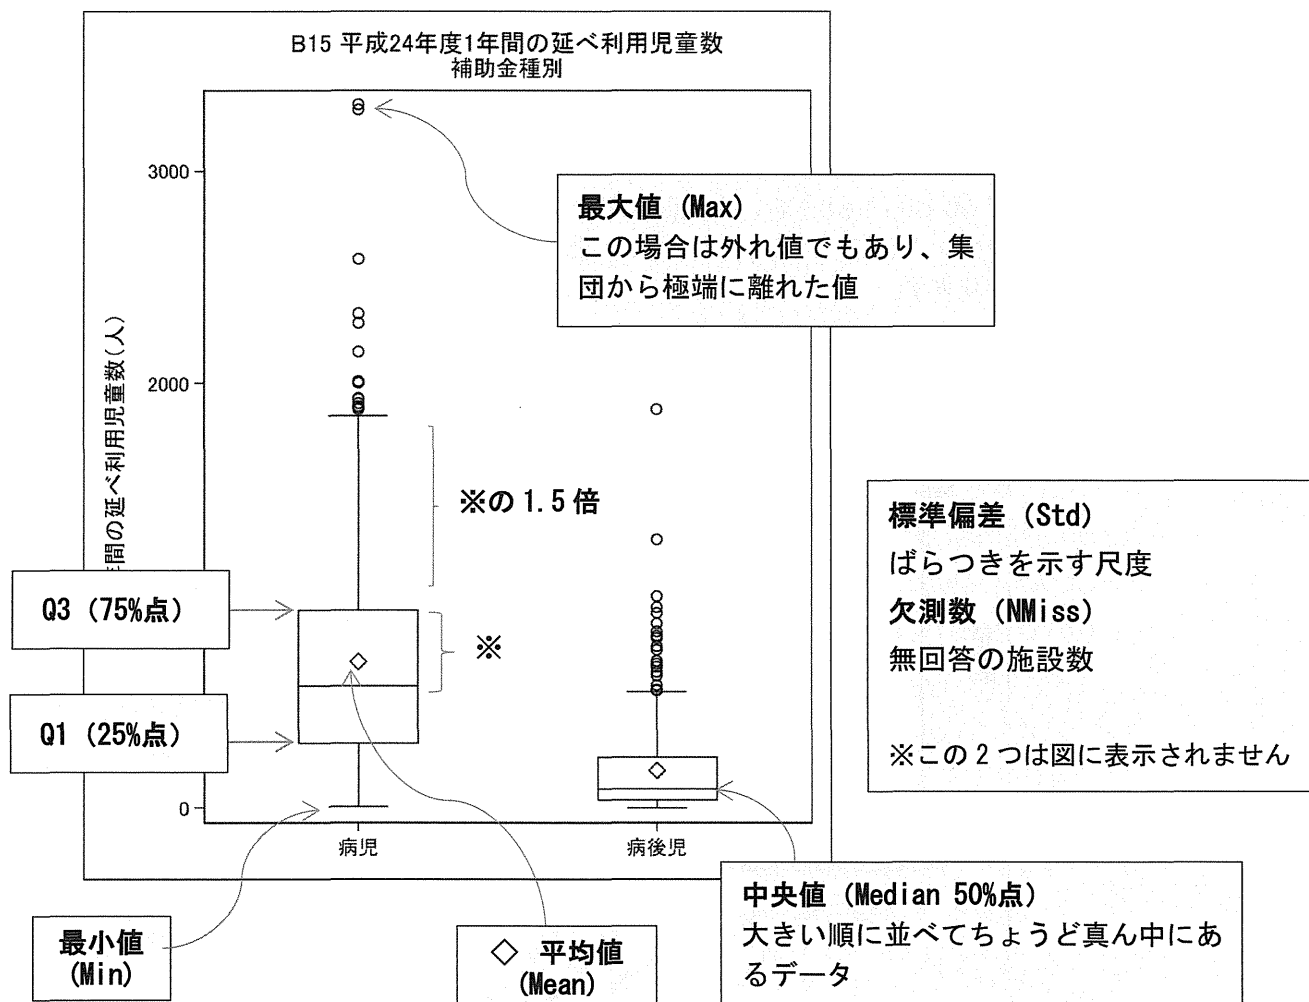 B15 平成24年度1年間の延べ利用児童数
補助金種別
3000
2000
0
間の延べ利用児童数(人)
最大値 (Max)
この場合は外れ値でもあり、集
団から極端に離れた値
※の 1.5 倍
※
Q3 (75%点)
Q1 (25%点)
標準偏差 (Std)
ばらつきを示す尺度
欠測数 (NMiss)
無回答の施設数
※この 2 つは図に表示されません
病児
病後児
最小値
(Min)
◇ 平均値
(Mean)
中央値 (Median 50%点)
大きい順に並べてちょうど真ん中にあ
るデータ